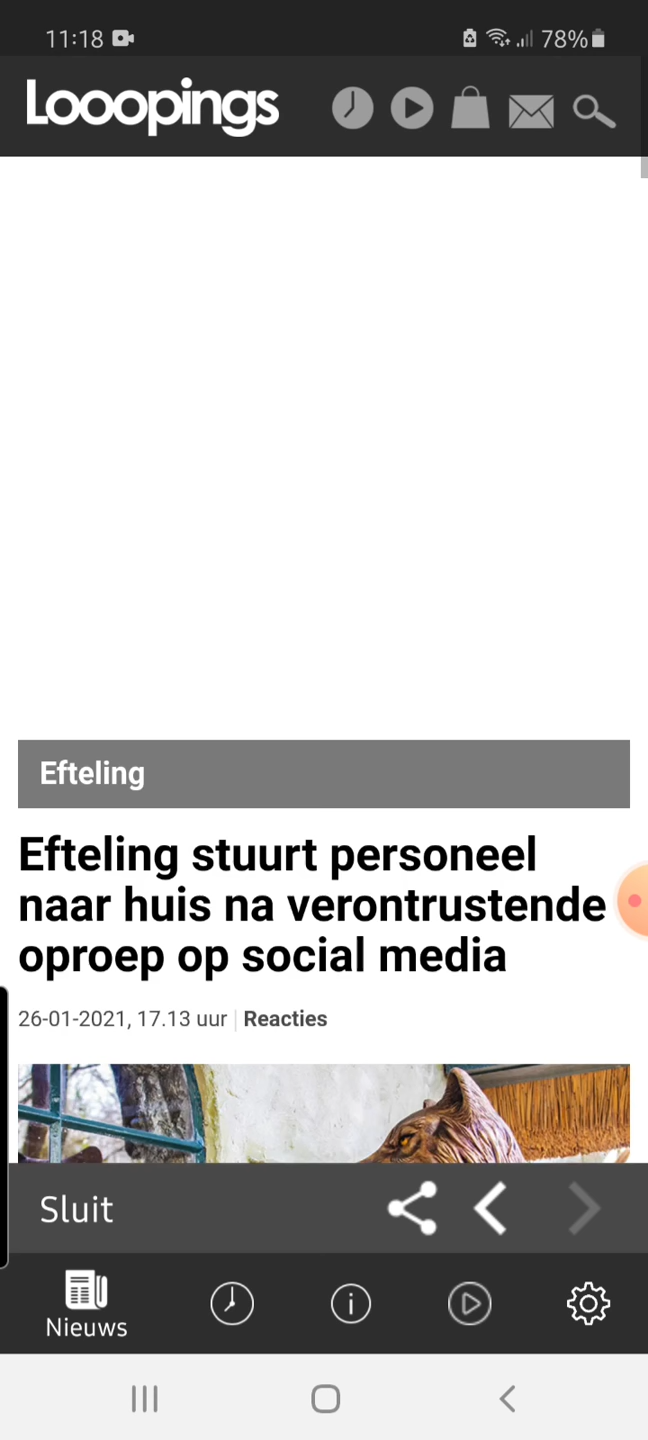 11:18
78%
Looopings
Efteling
Efteling stuurt personeel
naar huis na verontrustende
oproep op social media
26-01-2021, 17.13 uur | Reacties
Sluit
Nieuws